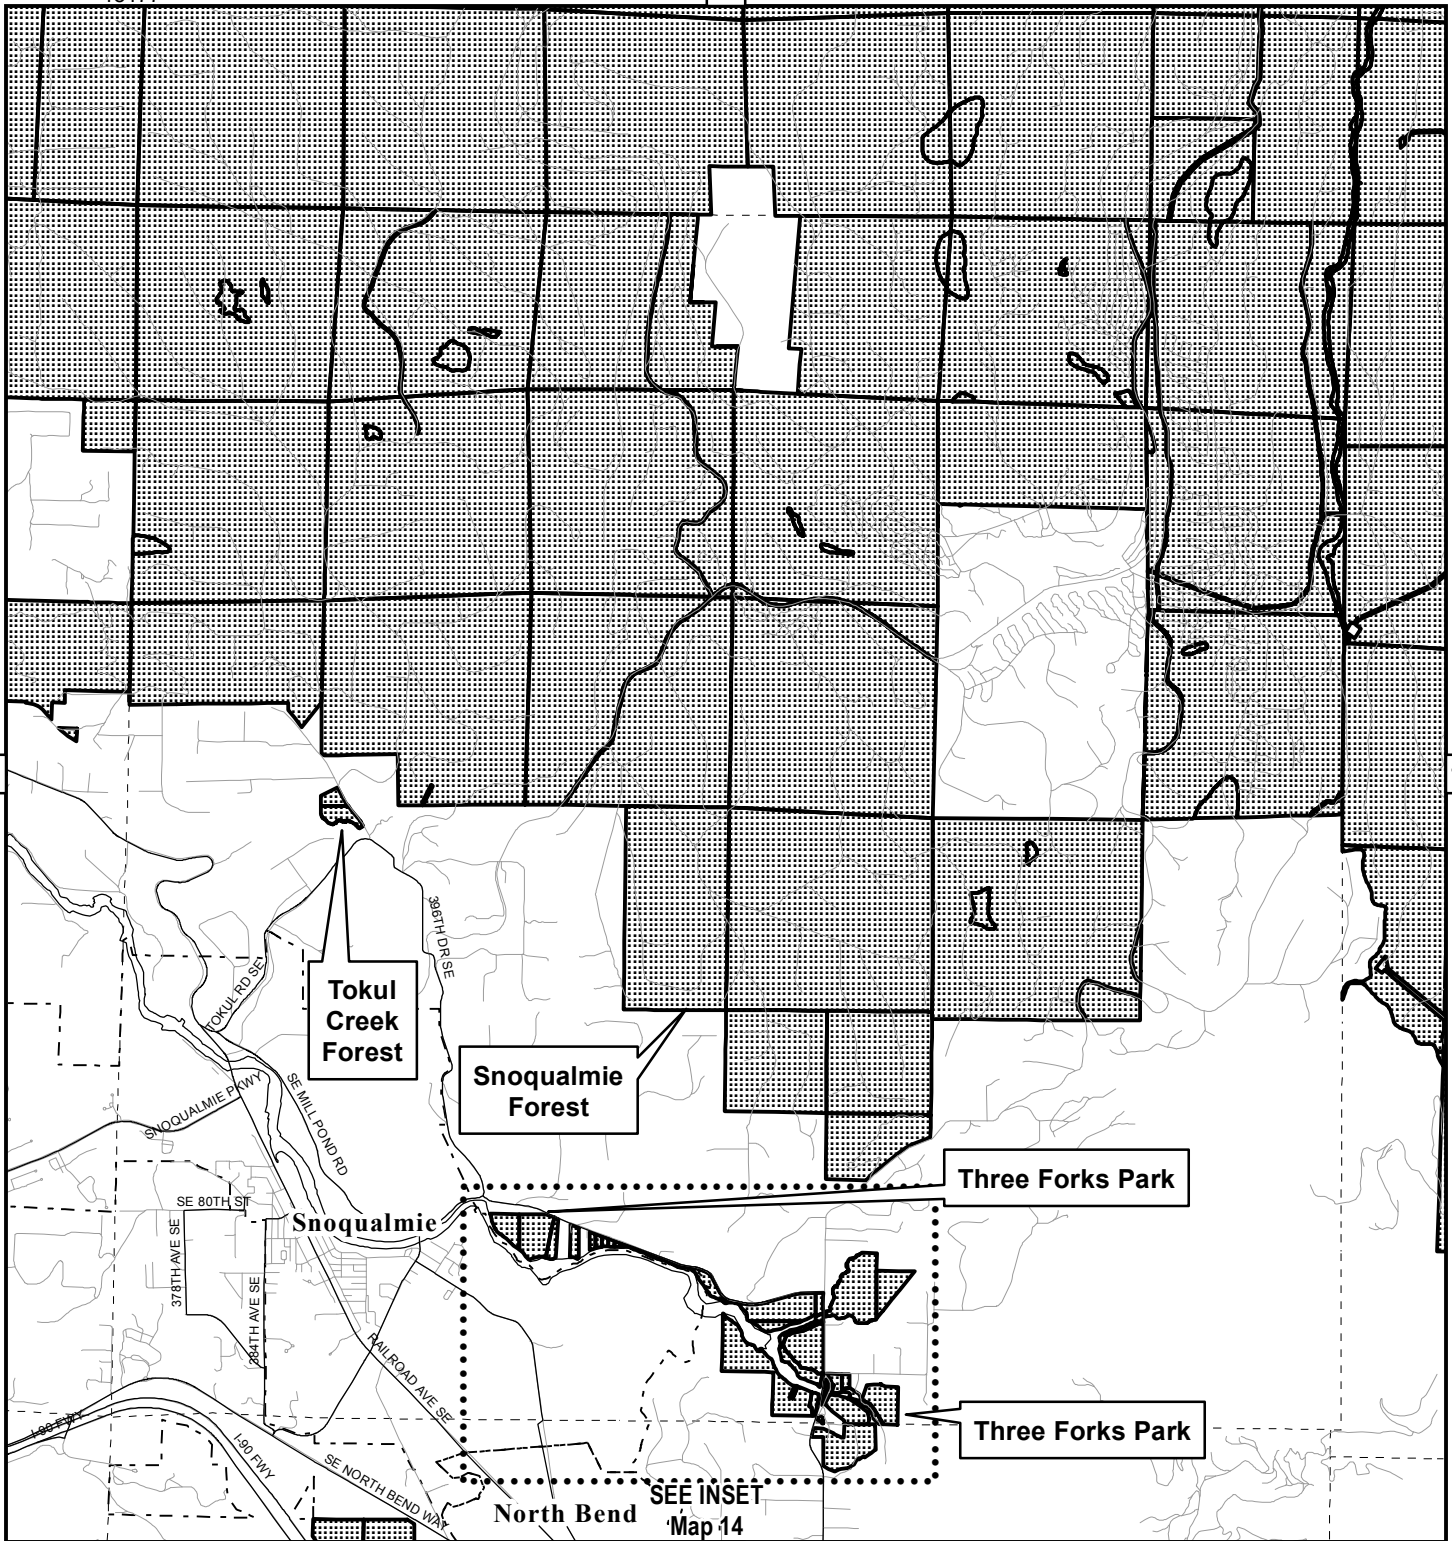 396TH DR SE
Tokul
Creek
Forest
TOKUL RD SE
Snoqualmie
Forest
SNOQUALMIE PKWY
SE MILL POND RD
Three Forks Park
SE 80TH ST
Snoqualmie
378TH AVE SE
384TH AVE SE
RAILROAD AVE SE
Three Forks Park
I-90 FWY
I-90 FWY
SE NORTH BEND WAY
SEE INSET
Map 14
North Bend